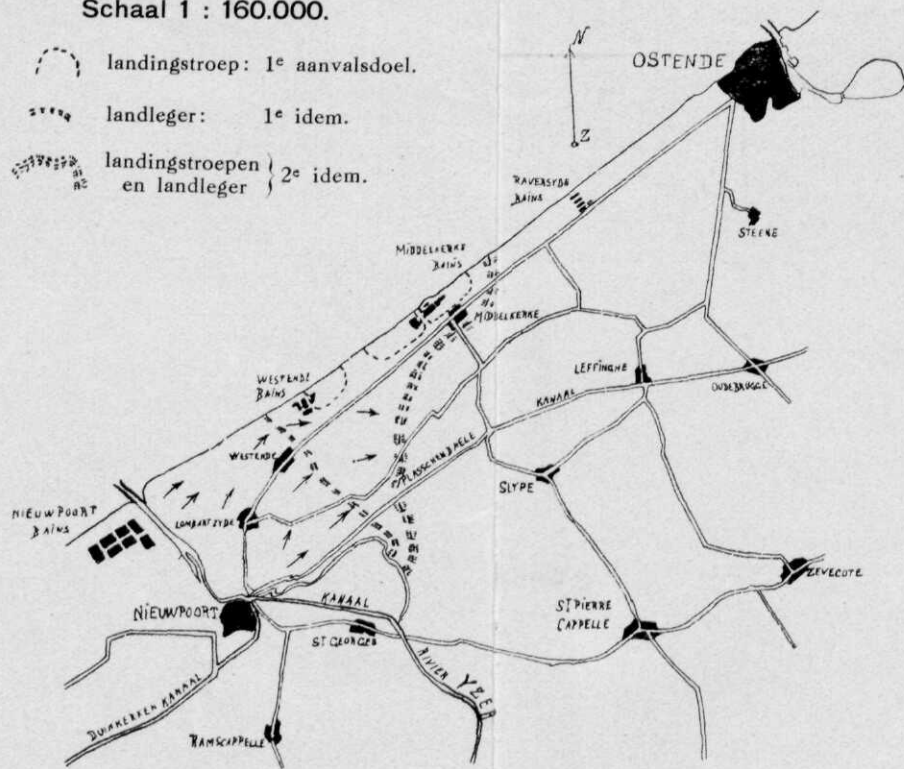 Schaal 1 : 160.000.
landingstroep: 1e aanvalsdoel.
landleger: 1e idem.
landingstroepen
en landleger } 2e idem.
N
Z
OSTENDE
RAVERSYDE
BAINS
STEENE
MIDDELKERKE
BAINS
MIDDELKERKE
LEFFINGHE
OUDEBRUGGE
WESTENDE
BAINS
KANAAL
WESTENDE
PLASSCHENDAELE
SLYPE
NIEUWPOORT
BAINS
LOMBARTZYDE
ZEVECOTE
NIEUWPOORT
KANAAL
ST PIERRE
CAPPELLE
ST GEORGES
RIVIER YZER
DUINKERKEN KANAAL
RAMSCAPPELLE